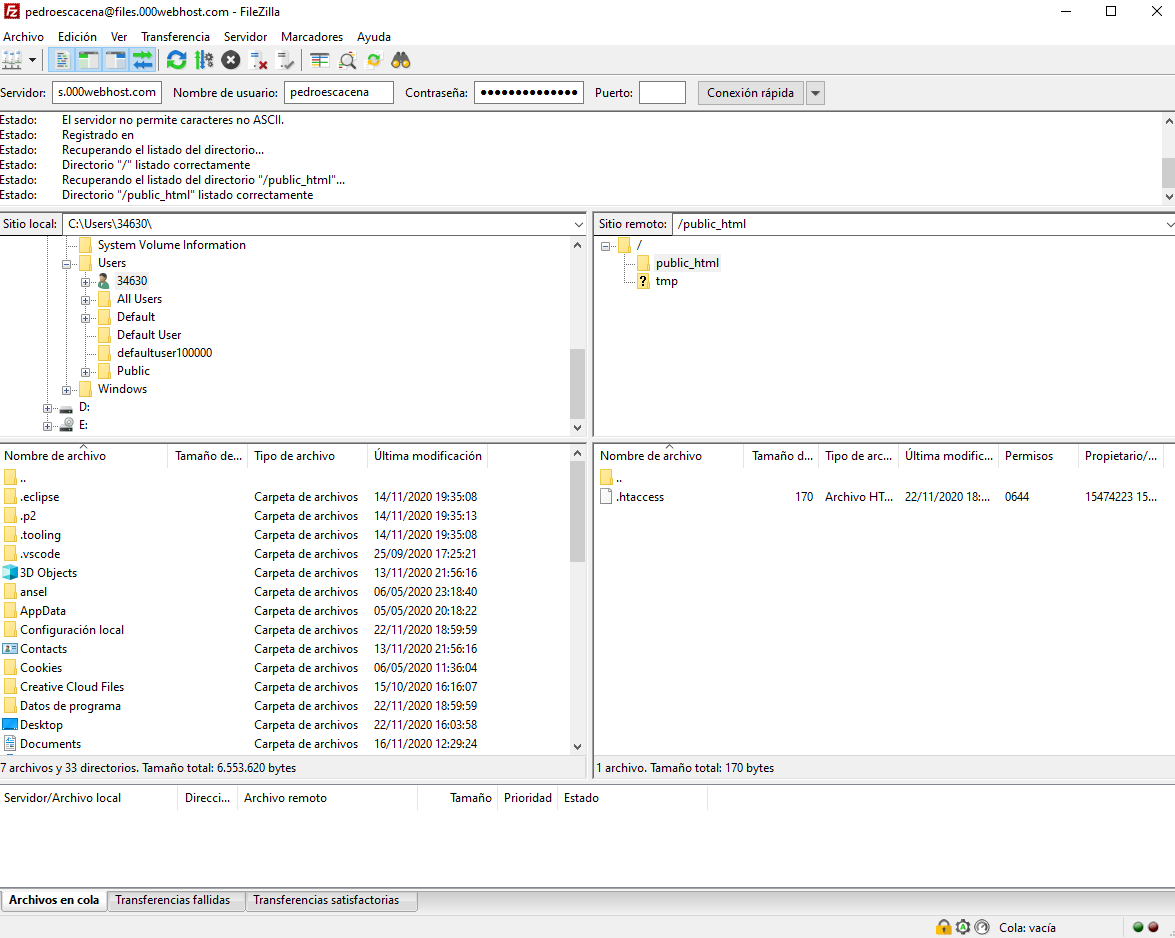 pedroescacena@files.000webhost.com - FileZilla
Archivo Edición Ver Transferencia Servidor Marcadores Ayuda
Servidor: s.000webhost.com Nombre de usuario: pedroescacena Contraseña: ●●●●●●●●●●●●●● Puerto: Conexión rápida
Estado: El servidor no permite caracteres no ASCII.
Estado: Registrado en
Estado: Recuperando el listado del directorio...
Estado: Directorio "/" listado correctamente
Estado: Recuperando el listado del directorio "/public_html"...
Estado: Directorio "/public_html" listado correctamente
Sitio local: C:\Users\34630\
System Volume Information
Users
34630
All Users
Default
Default User
defaultuser100000
Public
Windows
D:
E:
Sitio remoto: /public_html
/
public_html
? tmp
Nombre de archivo Tamaño de... Tipo de archivo Última modificación
..
.eclipse Carpeta de archivos 14/11/2020 19:35:08
.p2 Carpeta de archivos 14/11/2020 19:35:13
.tooling Carpeta de archivos 14/11/2020 19:35:08
.vscode Carpeta de archivos 25/09/2020 17:25:21
3D Objects Carpeta de archivos 13/11/2020 21:56:16
ansel Carpeta de archivos 06/05/2020 23:18:40
AppData Carpeta de archivos 05/05/2020 20:18:22
Configuración local Carpeta de archivos 22/11/2020 18:59:59
Contacts Carpeta de archivos 13/11/2020 21:56:16
Cookies Carpeta de archivos 06/05/2020 11:36:04
Creative Cloud Files Carpeta de archivos 15/10/2020 16:16:07
Datos de programa Carpeta de archivos 22/11/2020 18:59:59
Desktop Carpeta de archivos 22/11/2020 16:03:58
Documents Carpeta de archivos 16/11/2020 12:29:24
7 archivos y 33 directorios. Tamaño total: 6.553.620 bytes
Nombre de archivo Tamaño d... Tipo de arc... Última modific... Permisos Propietario/...
..
.htaccess 170 Archivo HT... 22/11/2020 18:... 0644 15474223 15...
1 archivo. Tamaño total: 170 bytes
Servidor/Archivo local Direcci... Archivo remoto Tamaño Prioridad Estado
Archivos en cola Transferencias fallidas Transferencias satisfactorias
Cola: vacía